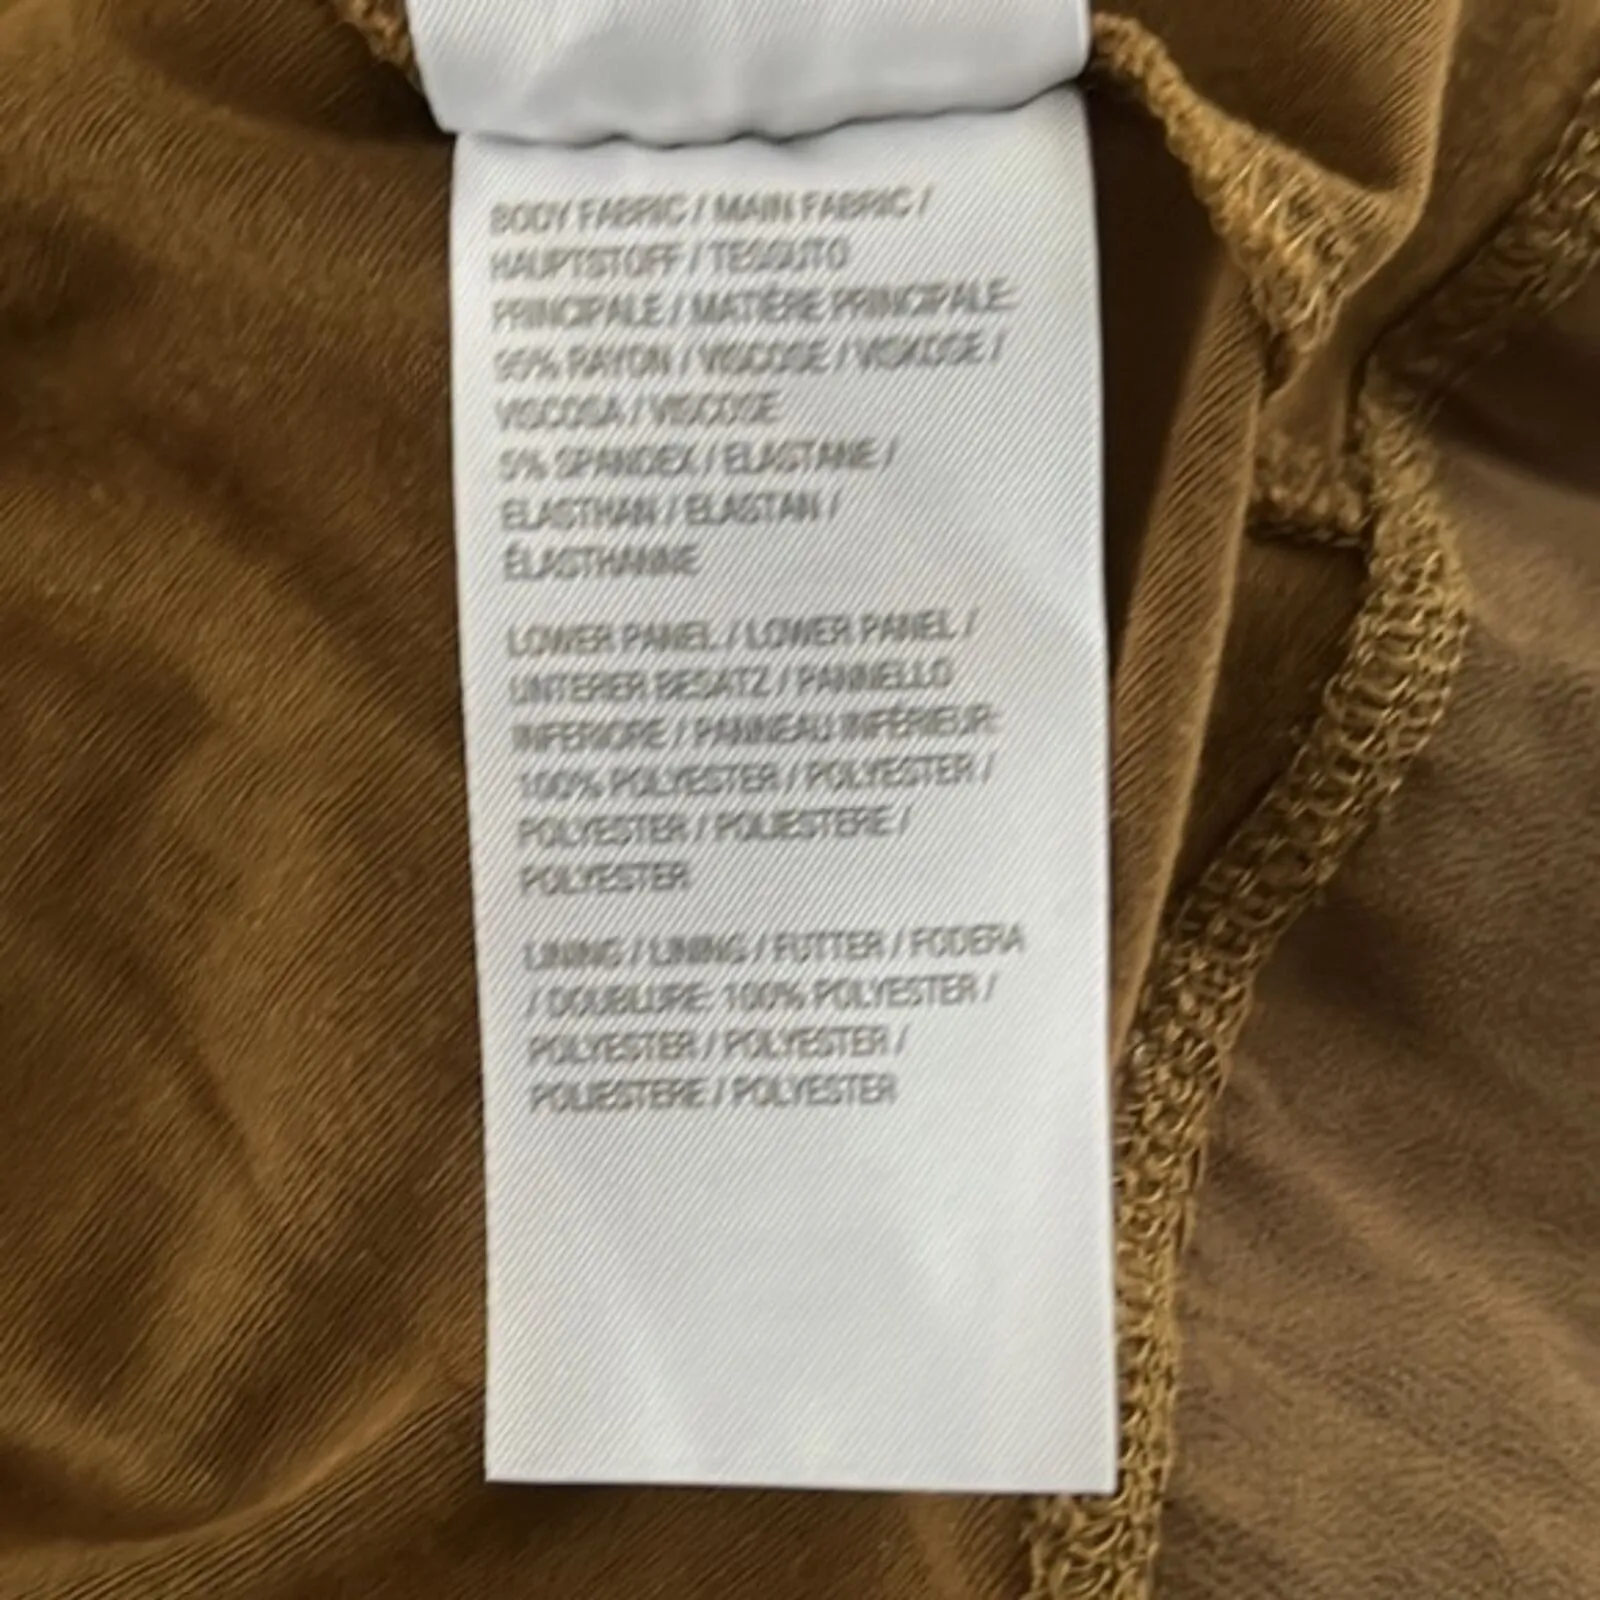 BODY FABRIC / MAIN FABRIC /
HAUPTSTOFF / TESSUTO
PRINCIPALE / MATIÈRE PRINCIPALE:
95% RAYON / VISCOSE / VISKOSE /
VISCOSA / VISCOSE
5% SPANDEX / ELASTANE /
ELASTHAN / ELASTAN /
ÉLASTHANNE
LOWER PANEL / LOWER PANEL /
UNTERER BESATZ / PANNELLO
INFERIORE / PANNEAU INFÉRIEUR:
100% POLYESTER / POLYESTER /
POLYESTER / POLIESTERE /
POLYESTER
LINING / LINING / FUTTER / FODERA
/ DOUBLURE: 100% POLYESTER /
POLYESTER / POLYESTER /
POLIESTERE / POLYESTER